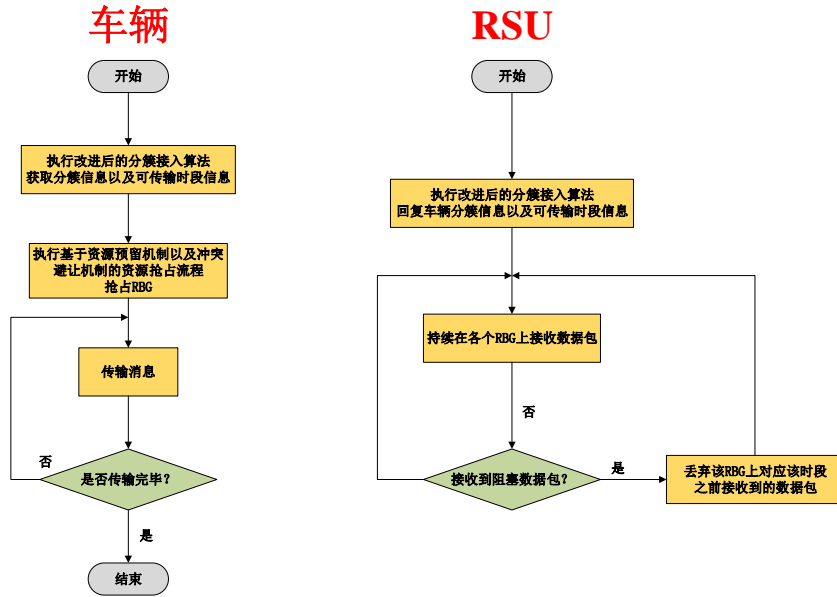 车辆
开始
执行改进后的分簇接入算法
获取分簇信息以及可传输时段信息
执行基于资源预留机制以及冲突
避让机制的资源抢占流程
抢占RBG
传输消息
否
是否传输完毕？
是
结束
RSU
开始
执行改进后的分簇接入算法
回复车辆分簇信息以及可传输时段信息
持续在各个RBG上接收数据包
否
接收到阻塞数据包？
是
丢弃该RBG上对应该时段
之前接收到的数据包